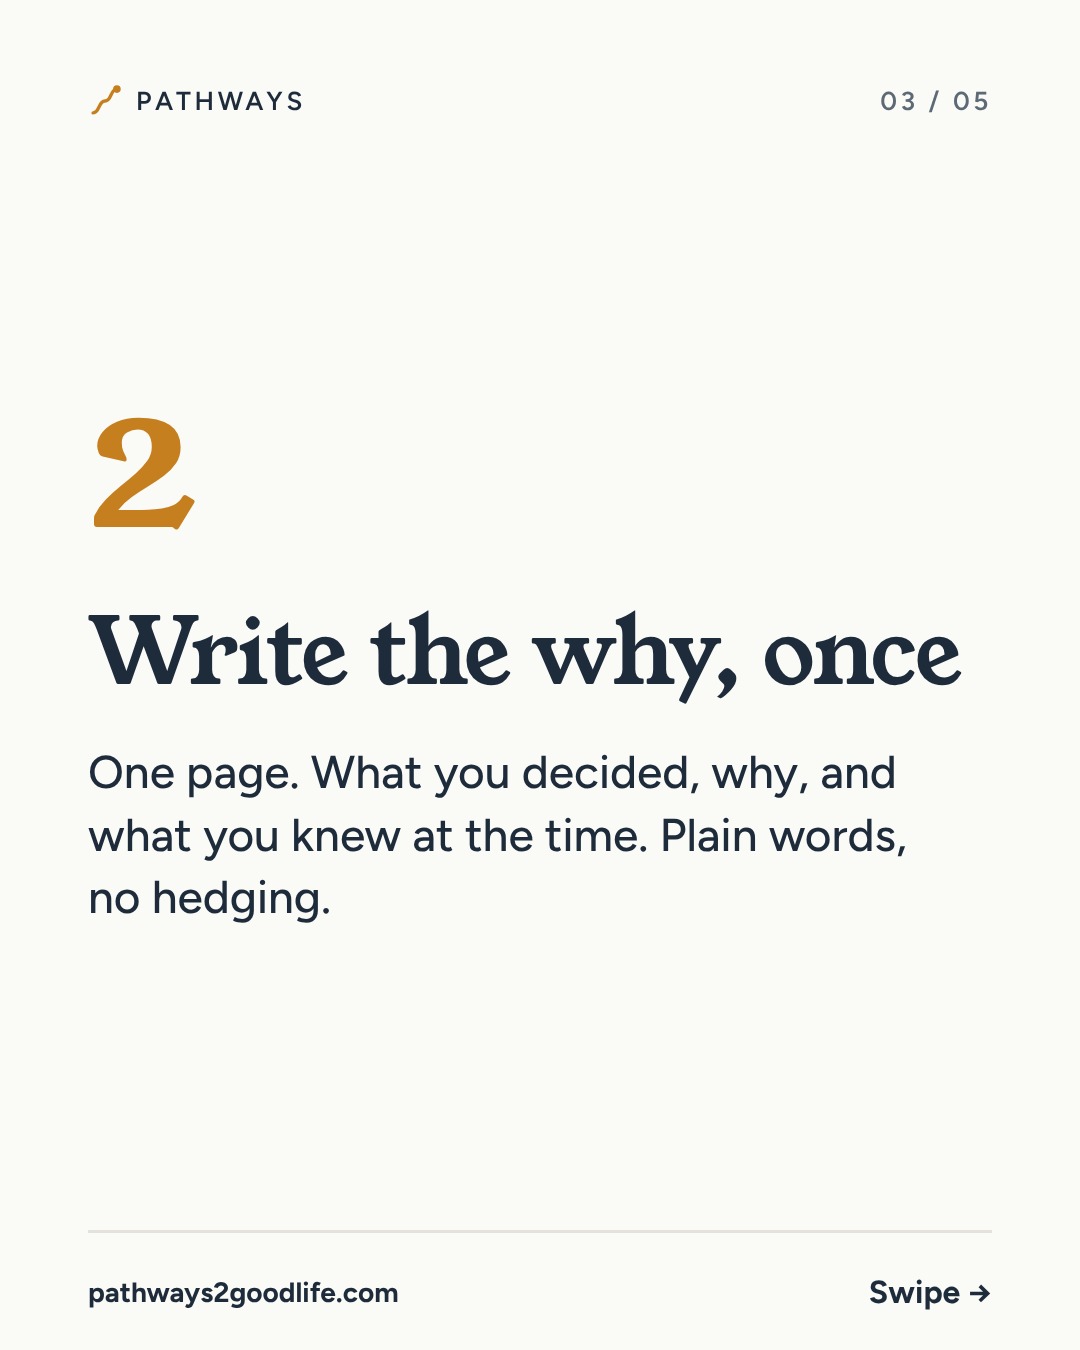 PATHWAYS
03 / 05
2
Write the why, once
One page. What you decided, why, and
what you knew at the time. Plain words,
no hedging.
pathways2goodlife.com
Swipe →